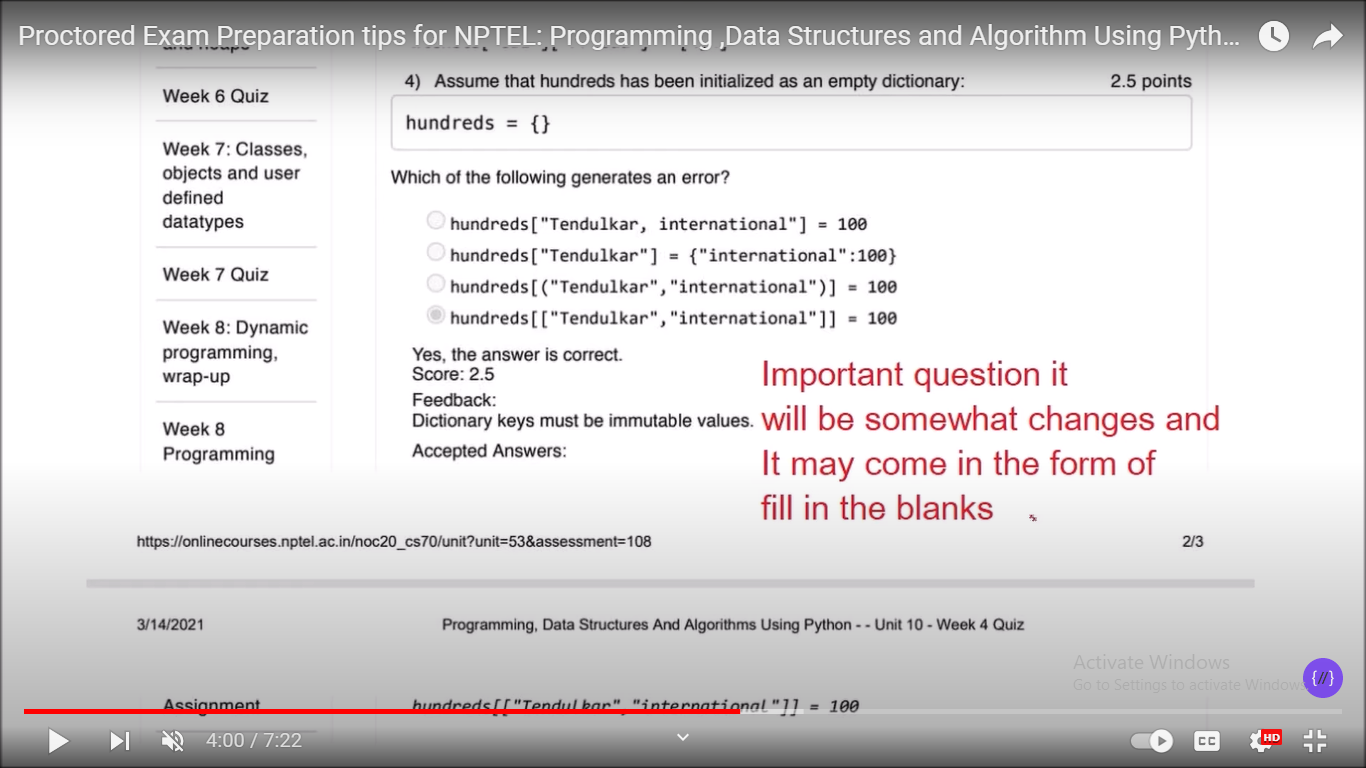 Proctored Exam Preparation tips for NPTEL: Programming ,Data Structures and Algorithm Using Pyth...
and heaps
Week 6 Quiz
Week 7: Classes,
objects and user
defined
datatypes
Week 7 Quiz
Week 8: Dynamic
programming,
wrap-up
Week 8
Programming
4) Assume that hundreds has been initialized as an empty dictionary: 2.5 points
hundreds = {}
Which of the following generates an error?
hundreds["Tendulkar, international"] = 100
hundreds["Tendulkar"] = {"international":100}
hundreds[("Tendulkar","international")] = 100
hundreds[["Tendulkar","international"]] = 100
Yes, the answer is correct.
Score: 2.5
Feedback:
Dictionary keys must be immutable values.
Accepted Answers:
Important question it
will be somewhat changes and
It may come in the form of
fill in the blanks
https://onlinecourses.nptel.ac.in/noc20_cs70/unit?unit=53&assessment=108 2/3
3/14/2021 Programming, Data Structures And Algorithms Using Python - - Unit 10 - Week 4 Quiz
Activate Windows
Go to Settings to activate Windows
{//}
Assignment hundreds[["Tendulkar","international"]] = 100
4:00 / 7:22
CC
HD